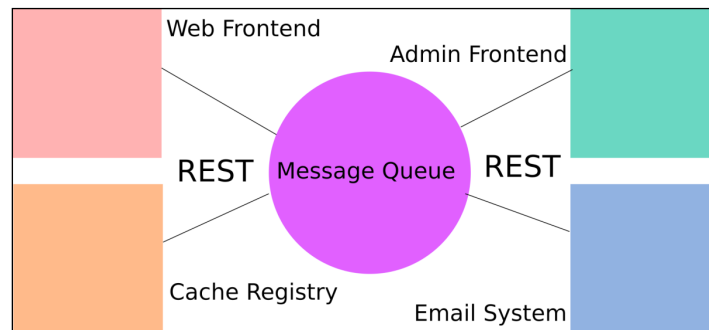 Web Frontend
Admin Frontend
REST
Message Queue
REST
Cache Registry
Email System